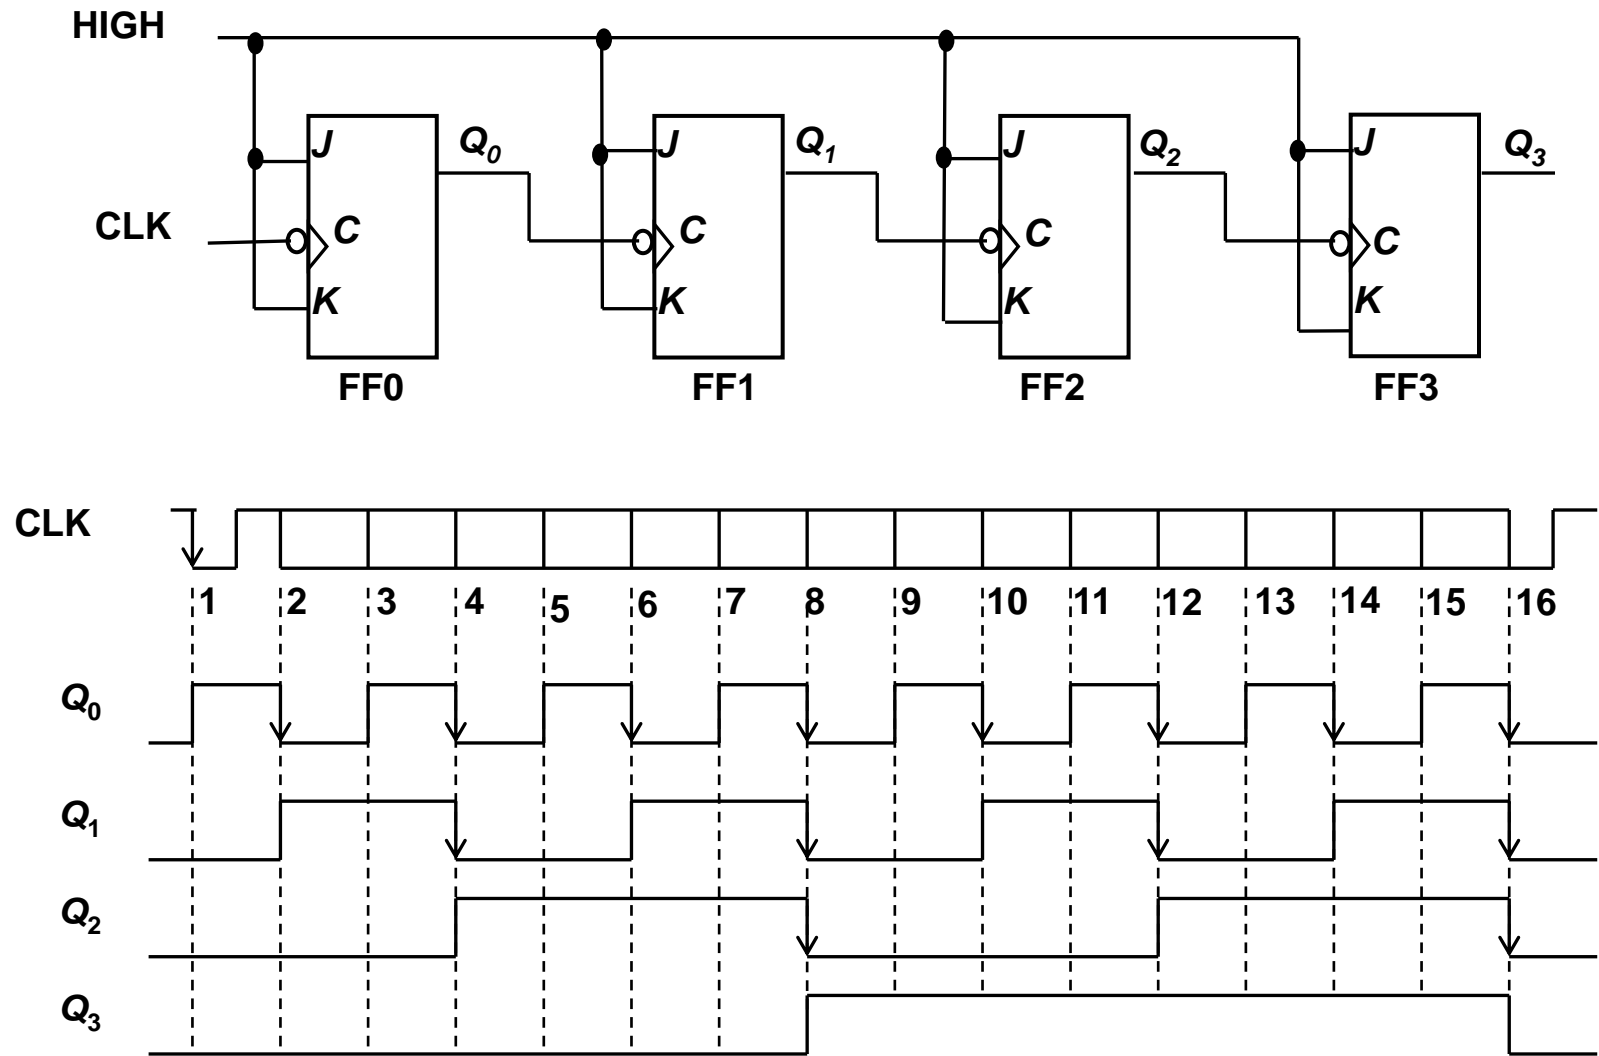 HIGH
J Q0 J Q1 J Q2 J Q3
CLK C C C C
K K K K
FF0 FF1 FF2 FF3
CLK
1 2 3 4 5 6 7 8 9 10 11 12 13 14 15 16
Q0
Q1
Q2
Q3